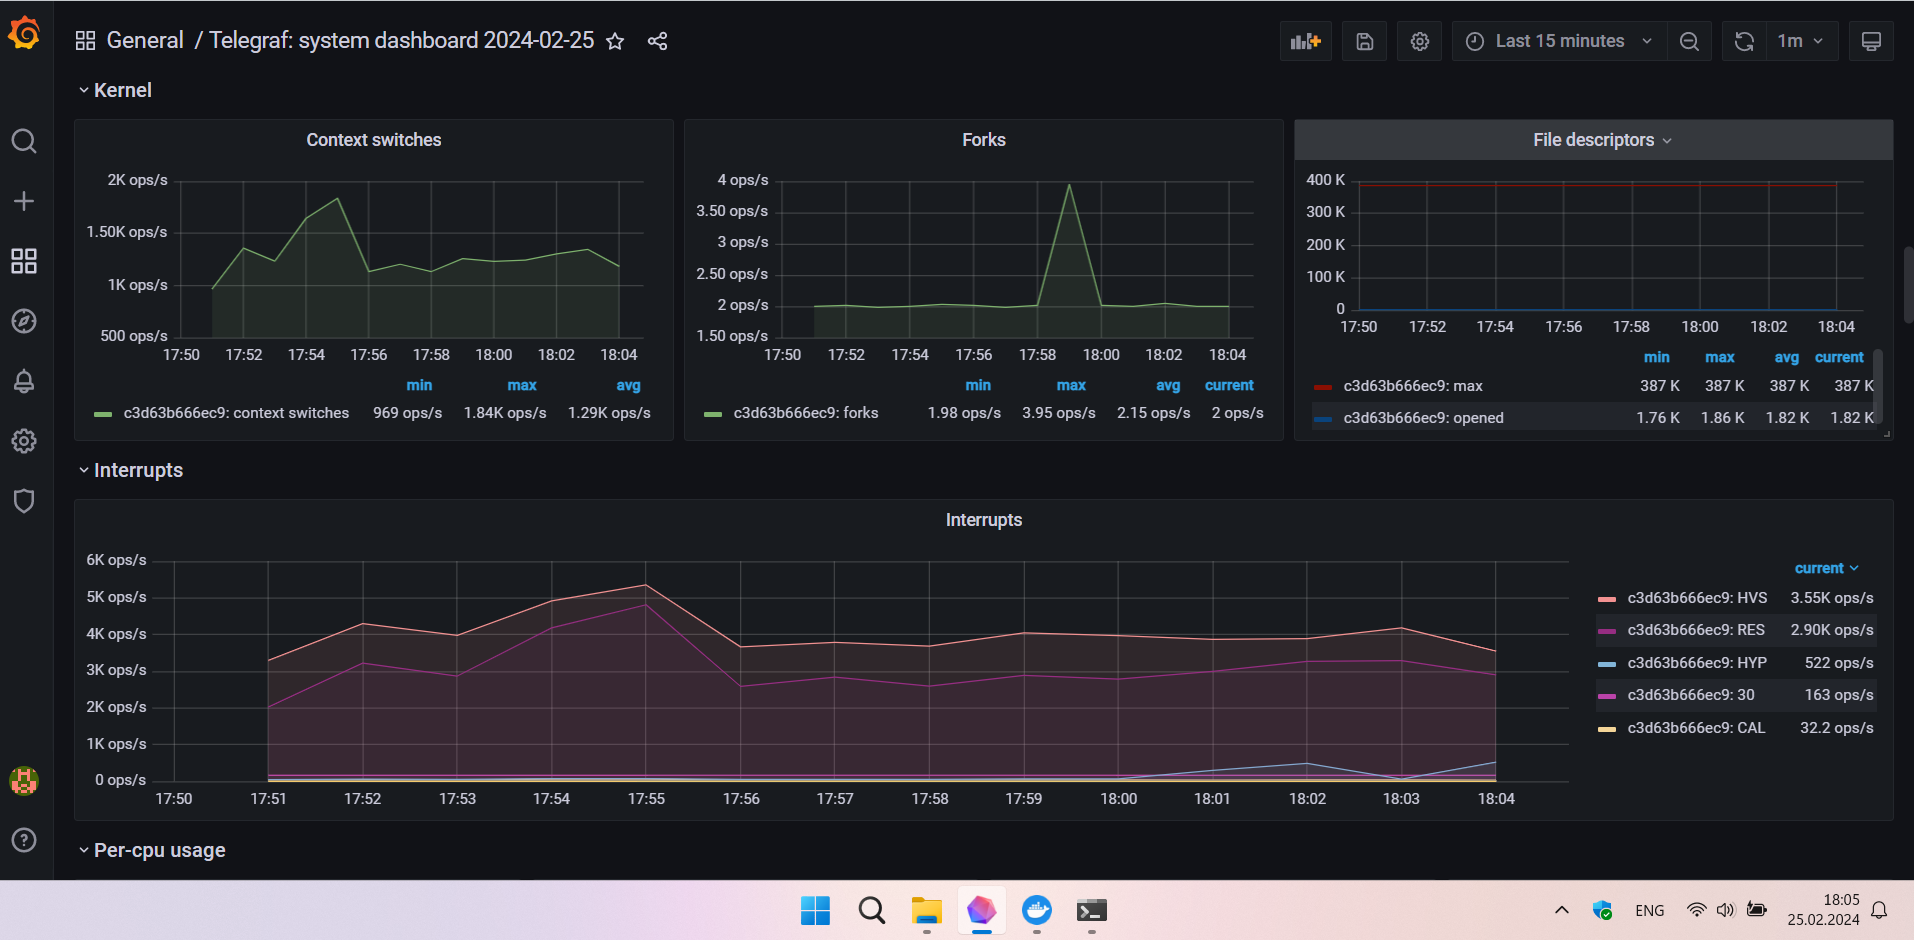 General / Telegraf: system dashboard 2024-02-25
Last 15 minutes
1m
Kernel
Context switches
2K ops/s
1.50K ops/s
1K ops/s
500 ops/s
17:50 17:52 17:54 17:56 17:58 18:00 18:02 18:04
min max avg
c3d63b666ec9: context switches 969 ops/s 1.84K ops/s 1.29K ops/s
Forks
4 ops/s
3.50 ops/s
3 ops/s
2.50 ops/s
2 ops/s
1.50 ops/s
17:50 17:52 17:54 17:56 17:58 18:00 18:02 18:04
min max avg current
c3d63b666ec9: forks 1.98 ops/s 3.95 ops/s 2.15 ops/s 2 ops/s
File descriptors
400 K
300 K
200 K
100 K
0
17:50 17:52 17:54 17:56 17:58 18:00 18:02 18:04
min max avg current
c3d63b666ec9: max 387 K 387 K 387 K 387 K
c3d63b666ec9: opened 1.76 K 1.86 K 1.82 K 1.82 K
Interrupts
Interrupts
6K ops/s
5K ops/s
4K ops/s
3K ops/s
2K ops/s
1K ops/s
0 ops/s
17:50 17:51 17:52 17:53 17:54 17:55 17:56 17:57 17:58 17:59 18:00 18:01 18:02 18:03 18:04
current
c3d63b666ec9: HVS 3.55K ops/s
c3d63b666ec9: RES 2.90K ops/s
c3d63b666ec9: HYP 522 ops/s
c3d63b666ec9: 30 163 ops/s
c3d63b666ec9: CAL 32.2 ops/s
Per-cpu usage
ENG
18:05
25.02.2024